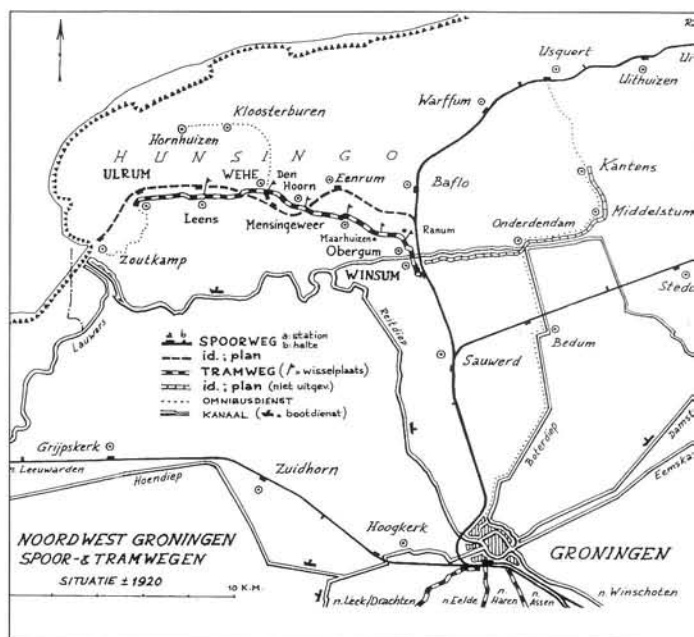 Usquert
Uithuizen
Warffum
Kloosterburen
Hornhuizen
HUNSINGO
Kantens
ULRUM
WEHE
Den Hoorn
Eenrum
Baflo
Middelstum
Leens
Mensingeweer
Maarhuizen
Ranum
Onderdendam
Obergum
Zoutkamp
WINSUM
Lauwers
Reitdiep
Sauwerd
Bedum
a b SPOORWEG a: station
b: halte
id.; plan
TRAMWEG ( = wisselplaats)
id.; plan (niet uitgev.)
OMNIBUSDIENST
KANAAL ( = bootdienst)
Grijpskerk
n. Leeuwarden
Hoendiep
Zuidhorn
Boterdiep
Hoogkerk
GRONINGEN
NOORDWEST GRONINGEN
SPOOR-& TRAMWEGEN
SITUATIE ± 1920
10 K.M.
n. Leek/Drachten
n. Eelde
n. Haren
n. Assen
n. Winschoten